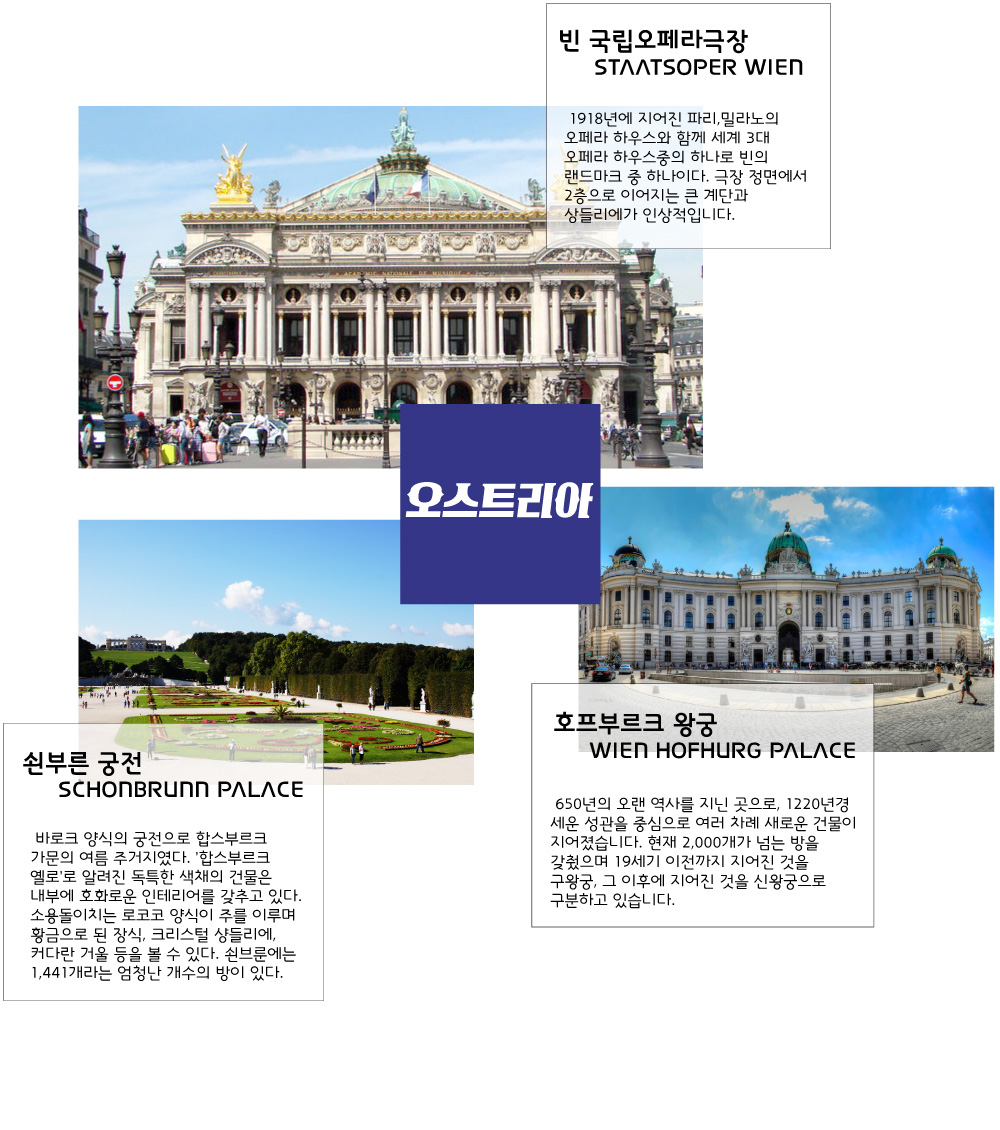 빈 국립오페라극장
STAATSOPER WIEN
1918년에 지어진 파리,밀라노의
오페라 하우스와 함께 세계 3대
오페라 하우스중의 하나로 빈의
랜드마크 중 하나이다. 극장 정면에서
2층으로 이어지는 큰 계단과
샹들리에가 인상적입니다.
ACADEMIE NATIONALE DE MUSIQUE
오스트리아
쇤부른 궁전
SCHONBRUNN PALACE
바로크 양식의 궁전으로 합스부르크
가문의 여름 주거지였다. '합스부르크
옐로'로 알려진 독특한 색채의 건물은
내부에 호화로운 인테리어를 갖추고 있다.
소용돌이치는 로코코 양식이 주를 이루며
황금으로 된 장식, 크리스털 샹들리에,
커다란 거울 등을 볼 수 있다. 쇤브룬에는
1,441개라는 엄청난 개수의 방이 있다.
호프부르크 왕궁
WIEN HOFHURG PALACE
650년의 오랜 역사를 지닌 곳으로, 1220년경
세운 성관을 중심으로 여러 차례 새로운 건물이
지어졌습니다. 현재 2,000개가 넘는 방을
갖췄으며 19세기 이전까지 지어진 것을
구왕궁, 그 이후에 지어진 것을 신왕궁으로
구분하고 있습니다.